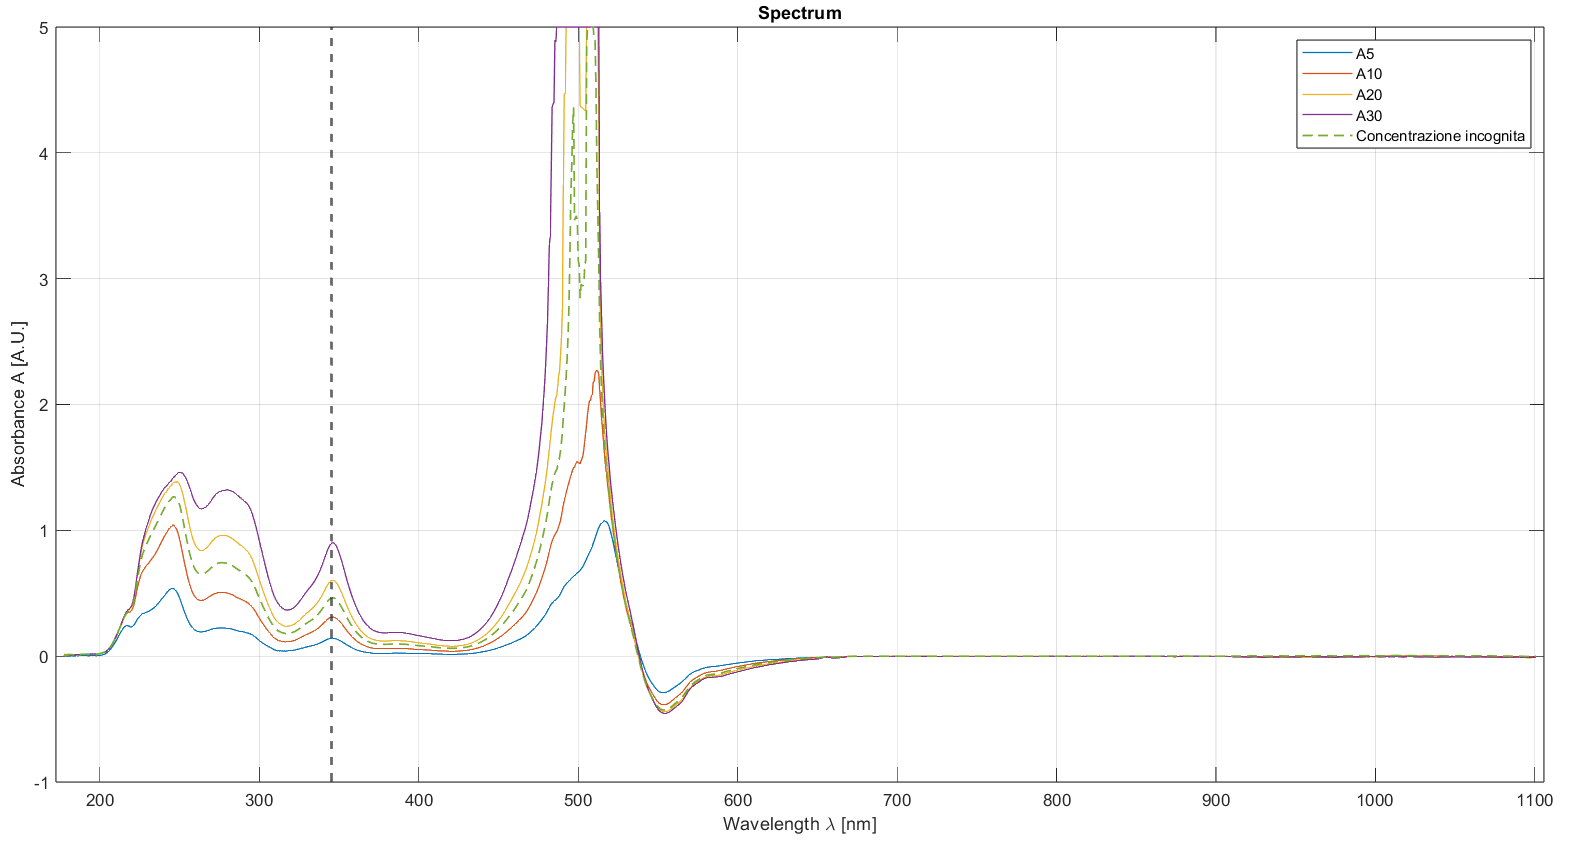 Spectrum
5
4
3
2
1
0
-1
Absorbance A [A.U.]
A5
A10
A20
A30
Concentrazione incognita
200 300 400 500 600 700 800 900 1000 1100
Wavelength λ [nm]